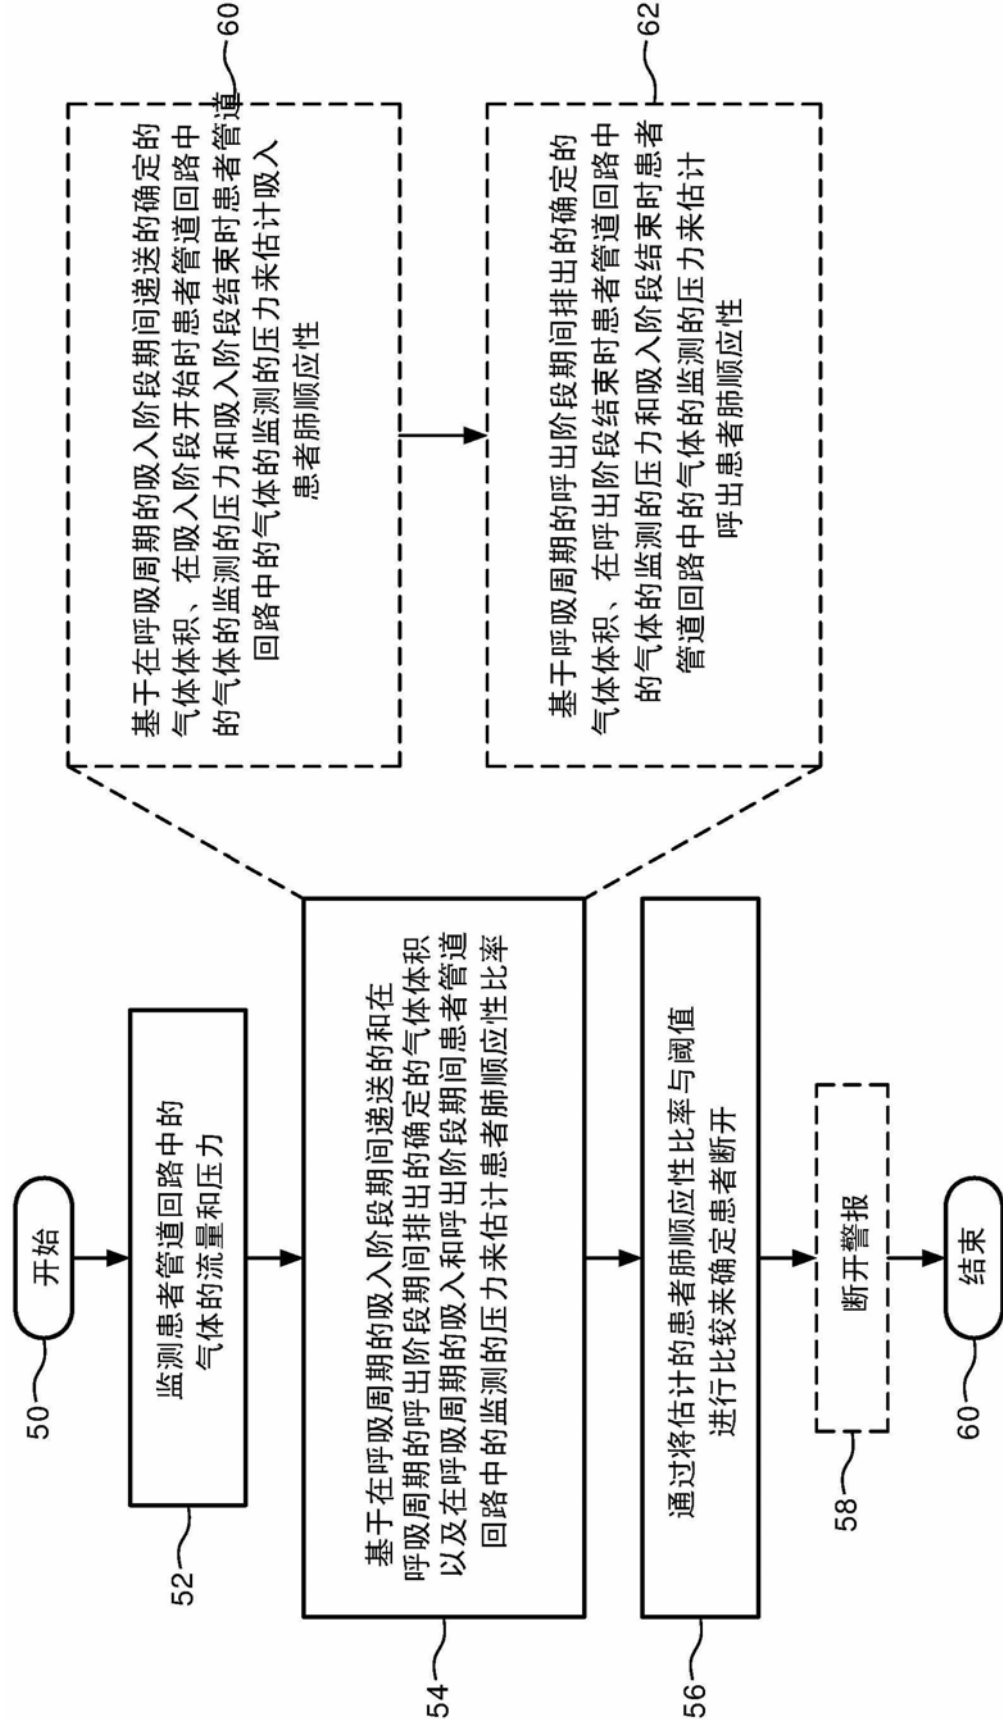 开始
50
监测患者管道回路中的
气体的流量和压力
52
基于在呼吸周期的吸入阶段期间递送的和在
呼吸周期的呼出阶段期间排出的确定的气体体积
以及在呼吸周期的吸入和呼出阶段期间患者管道
回路中的监测的压力来估计患者肺顺应性比率
54
通过将估计的患者肺顺应性比率与阈值
进行比较来确定患者断开
56
断开警报
58
结束
60
基于在呼吸周期的吸入阶段期间递送的确定的
气体体积、在吸入阶段开始时患者管道回路中
的气体的监测的压力和吸入阶段结束时患者管道
回路中的气体的监测的压力来估计吸入
患者肺顺应性
60
基于呼吸周期的呼出阶段期间排出的确定的
气体体积、在呼出阶段结束时患者管道回路中
的气体的监测的压力和吸入阶段结束时患者
管道回路中的气体的监测的压力来估计
呼出患者肺顺应性
62